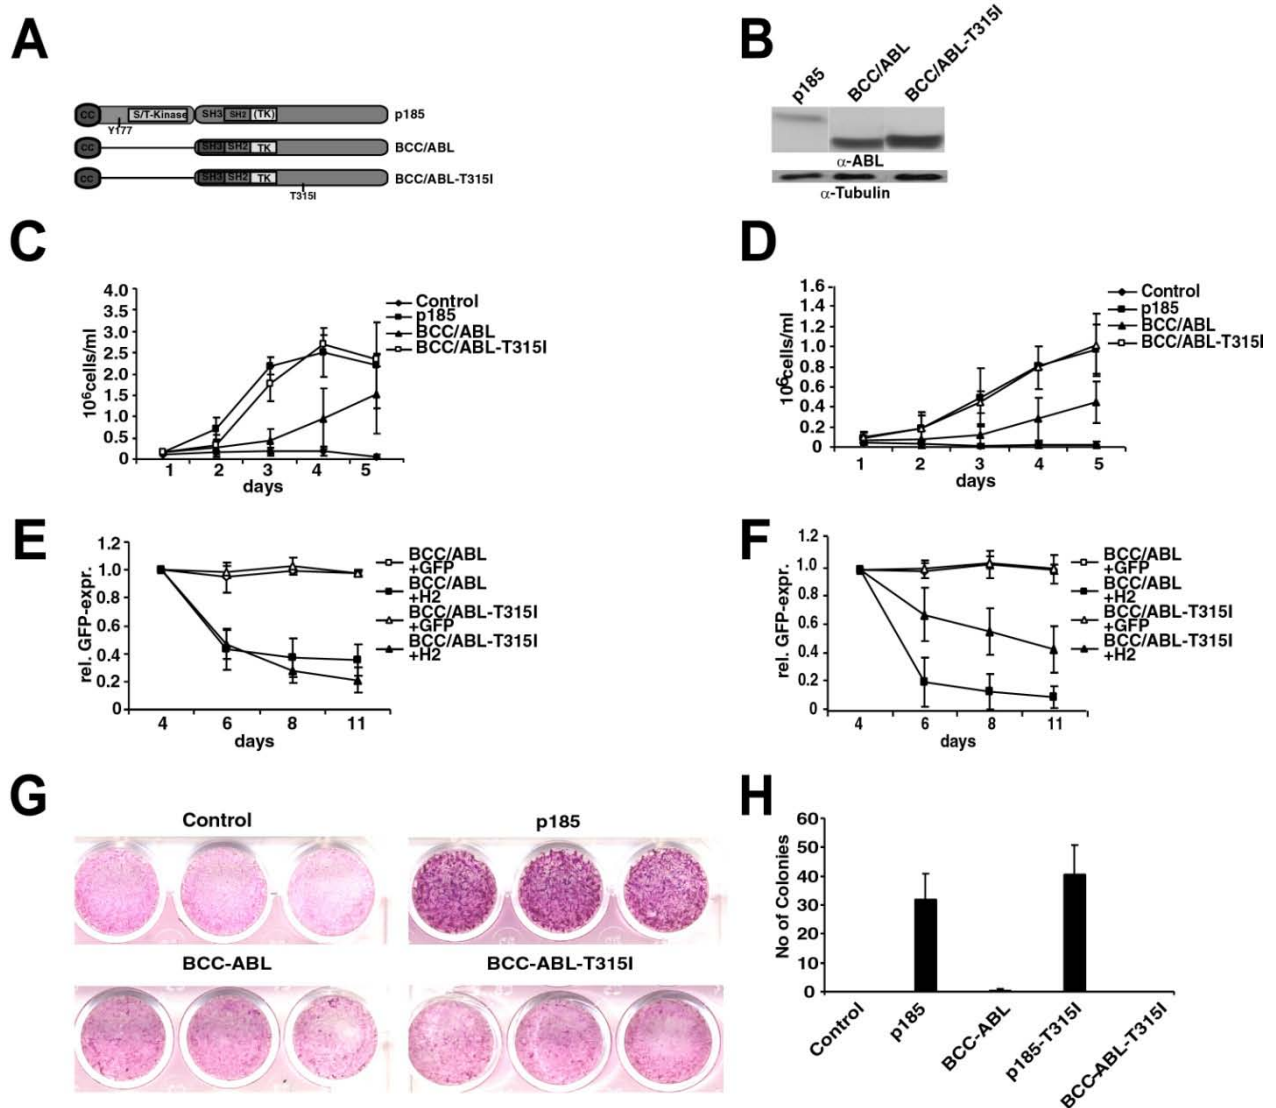 A
CC
S/T-Kinase
SH3
SH2
(TK)
p185
Y177
CC
SH3
SH2
TK
BCC/ABL
CC
SH3
SH2
TK
BCC/ABL-T315I
T315I
B
p185
BCC/ABL
BCC/ABL-T315I
α-ABL
α-Tubulin
C
4.0
3.5
3.0
2.5
2.0
1.5
1.0
0.5
0
10⁶cells/ml
1 2 3 4 5
days
Control
p185
BCC/ABL
BCC/ABL-T315I
D
1.6
1.4
1.2
1.0
0.8
0.6
0.4
0.2
0
10⁶cells/ml
1 2 3 4 5
days
Control
p185
BCC/ABL
BCC/ABL-T315I
E
1.2
1.0
0.8
0.6
0.4
0.2
0
rel. GFP-expr.
4 6 8 11
days
BCC/ABL
+GFP
BCC/ABL
+H2
BCC/ABL-T315I
+GFP
BCC/ABL-T315I
+H2
F
1.2
1.0
0.8
0.6
0.4
0.2
0
rel. GFP-expr.
4 6 8 11
days
BCC/ABL
+GFP
BCC/ABL
+H2
BCC/ABL-T315I
+GFP
BCC/ABL-T315I
+H2
G
Control
p185
BCC-ABL
BCC-ABL-T315I
H
60
50
40
30
20
10
0
No of Colonies
Control
p185
BCC-ABL
p185-T315I
BCC-ABL-T315I